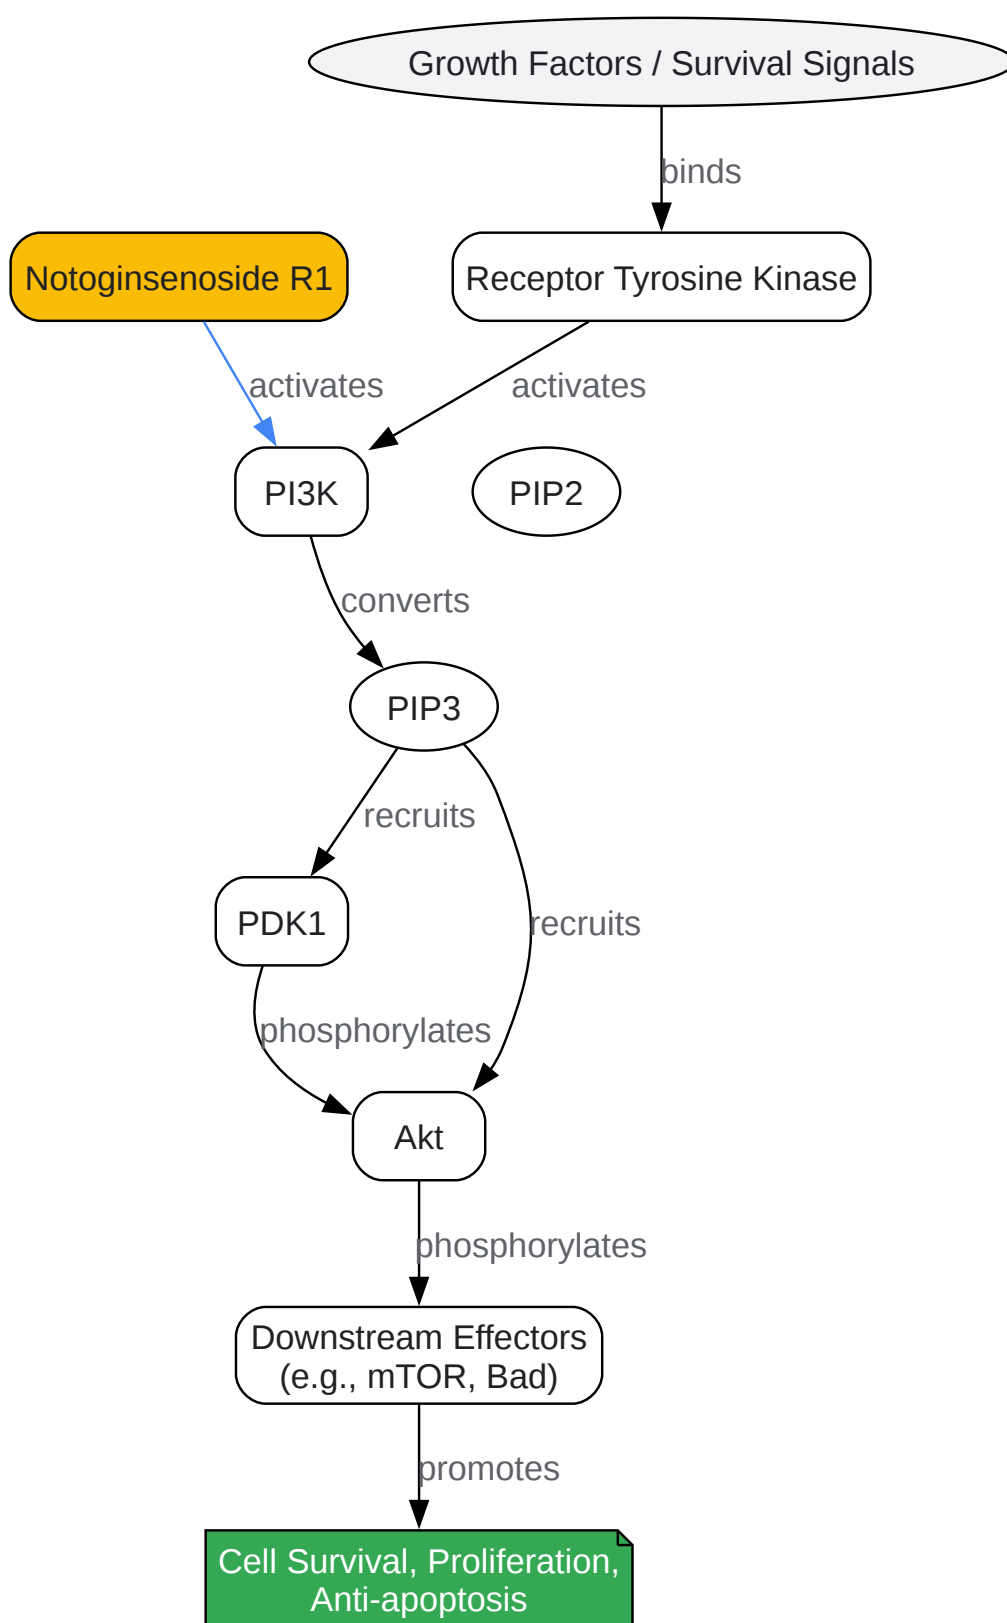 Growth Factors / Survival Signals
binds
Notoginsenoside R1
Receptor Tyrosine Kinase
activates
activates
PI3K
PIP2
converts
PIP3
recruits
PDK1
recruits
phosphorylates
Akt
phosphorylates
Downstream Effectors
(e.g., mTOR, Bad)
promotes
Cell Survival, Proliferation,
Anti-apoptosis